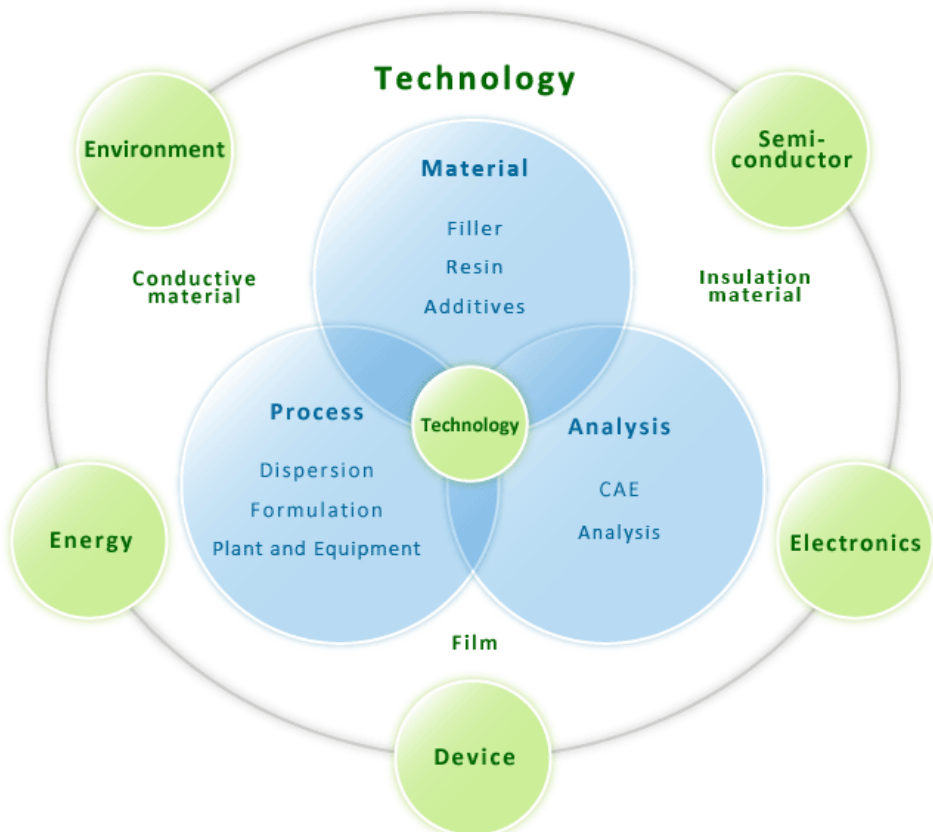 Technology
Environment
Semi-
conductor
Material
Filler
Resin
Additives
Conductive
material
Insulation
material
Process
Dispersion
Formulation
Plant and Equipment
Technology
Analysis
CAE
Analysis
Energy
Electronics
Film
Device